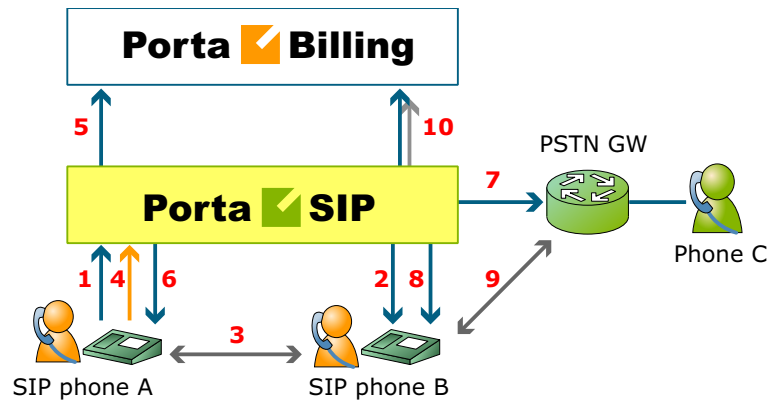 Porta Billing
5
10
PSTN GW
7
Porta SIP
Phone C
1
4
6
2
8
9
3
SIP phone A
SIP phone B